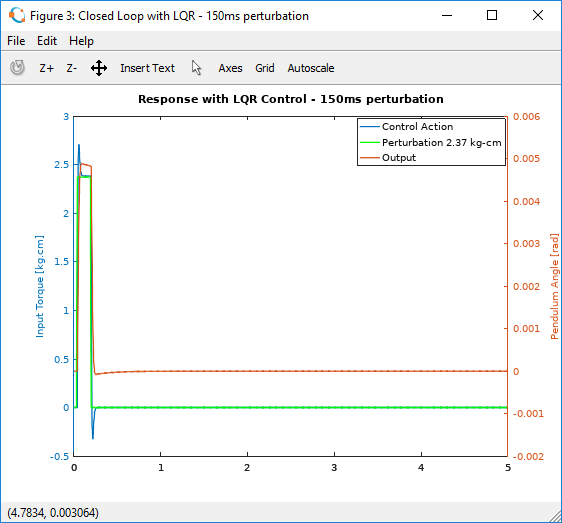 Figure 3: Closed Loop with LQR - 150ms perturbation
File Edit Help
Z+ Z- Insert Text Axes Grid Autoscale
Response with LQR Control - 150ms perturbation
Control Action
Perturbation 2.37 kg-cm
Output
Input Torque [kg.cm]
3
2.5
2
1.5
1
0.5
0
-0.5
0.006
0.005
0.004
0.003
0.002
0.001
0
-0.001
-0.002
Pendulum Angle [rad]
0 1 2 3 4 5
(4.7834, 0.003064)